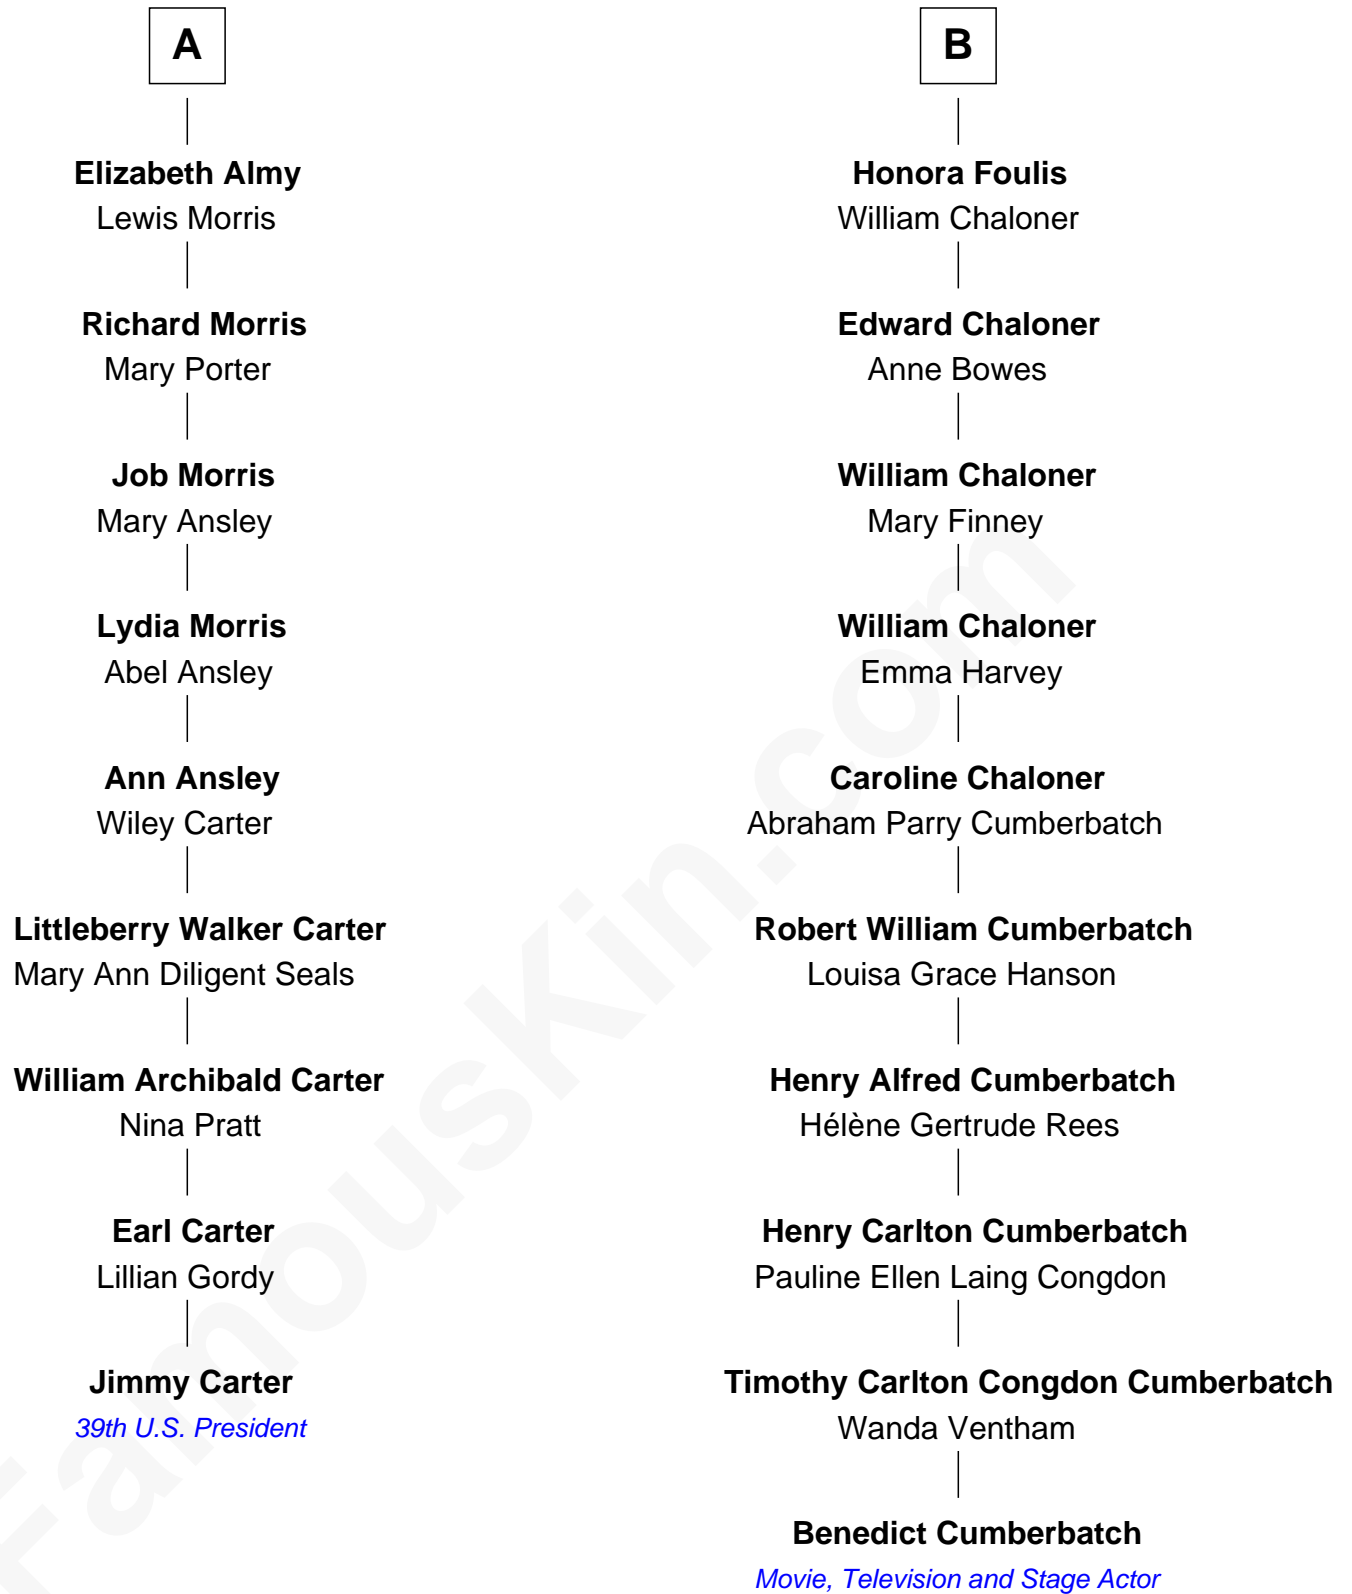 A
Elizabeth Almy
Lewis Morris
Richard Morris
Mary Porter
Job Morris
Mary Ansley
Lydia Morris
Abel Ansley
Ann Ansley
Wiley Carter
Littleberry Walker Carter
Mary Ann Diligent Seals
William Archibald Carter
Nina Pratt
Earl Carter
Lillian Gordy
Jimmy Carter
39th U.S. President
B
Honora Foulis
William Chaloner
Edward Chaloner
Anne Bowes
William Chaloner
Mary Finney
William Chaloner
Emma Harvey
Caroline Chaloner
Abraham Parry Cumberbatch
Robert William Cumberbatch
Louisa Grace Hanson
Henry Alfred Cumberbatch
Hélène Gertrude Rees
Henry Carlton Cumberbatch
Pauline Ellen Laing Congdon
Timothy Carlton Congdon Cumberbatch
Wanda Ventham
Benedict Cumberbatch
Movie, Television and Stage Actor
FamousKin.com